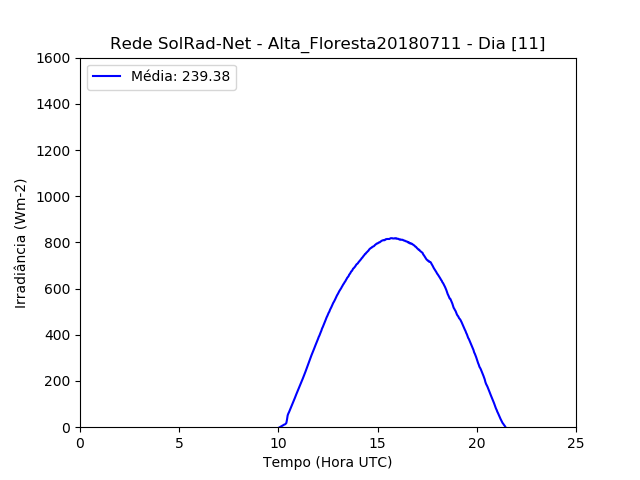 Rede SolRad-Net - Alta_Floresta20180711 - Dia [11]
Média: 239.38
1600
1400
1200
1000
800
600
400
200
0
Irradiância (Wm-2)
0 5 10 15 20 25
Tempo (Hora UTC)